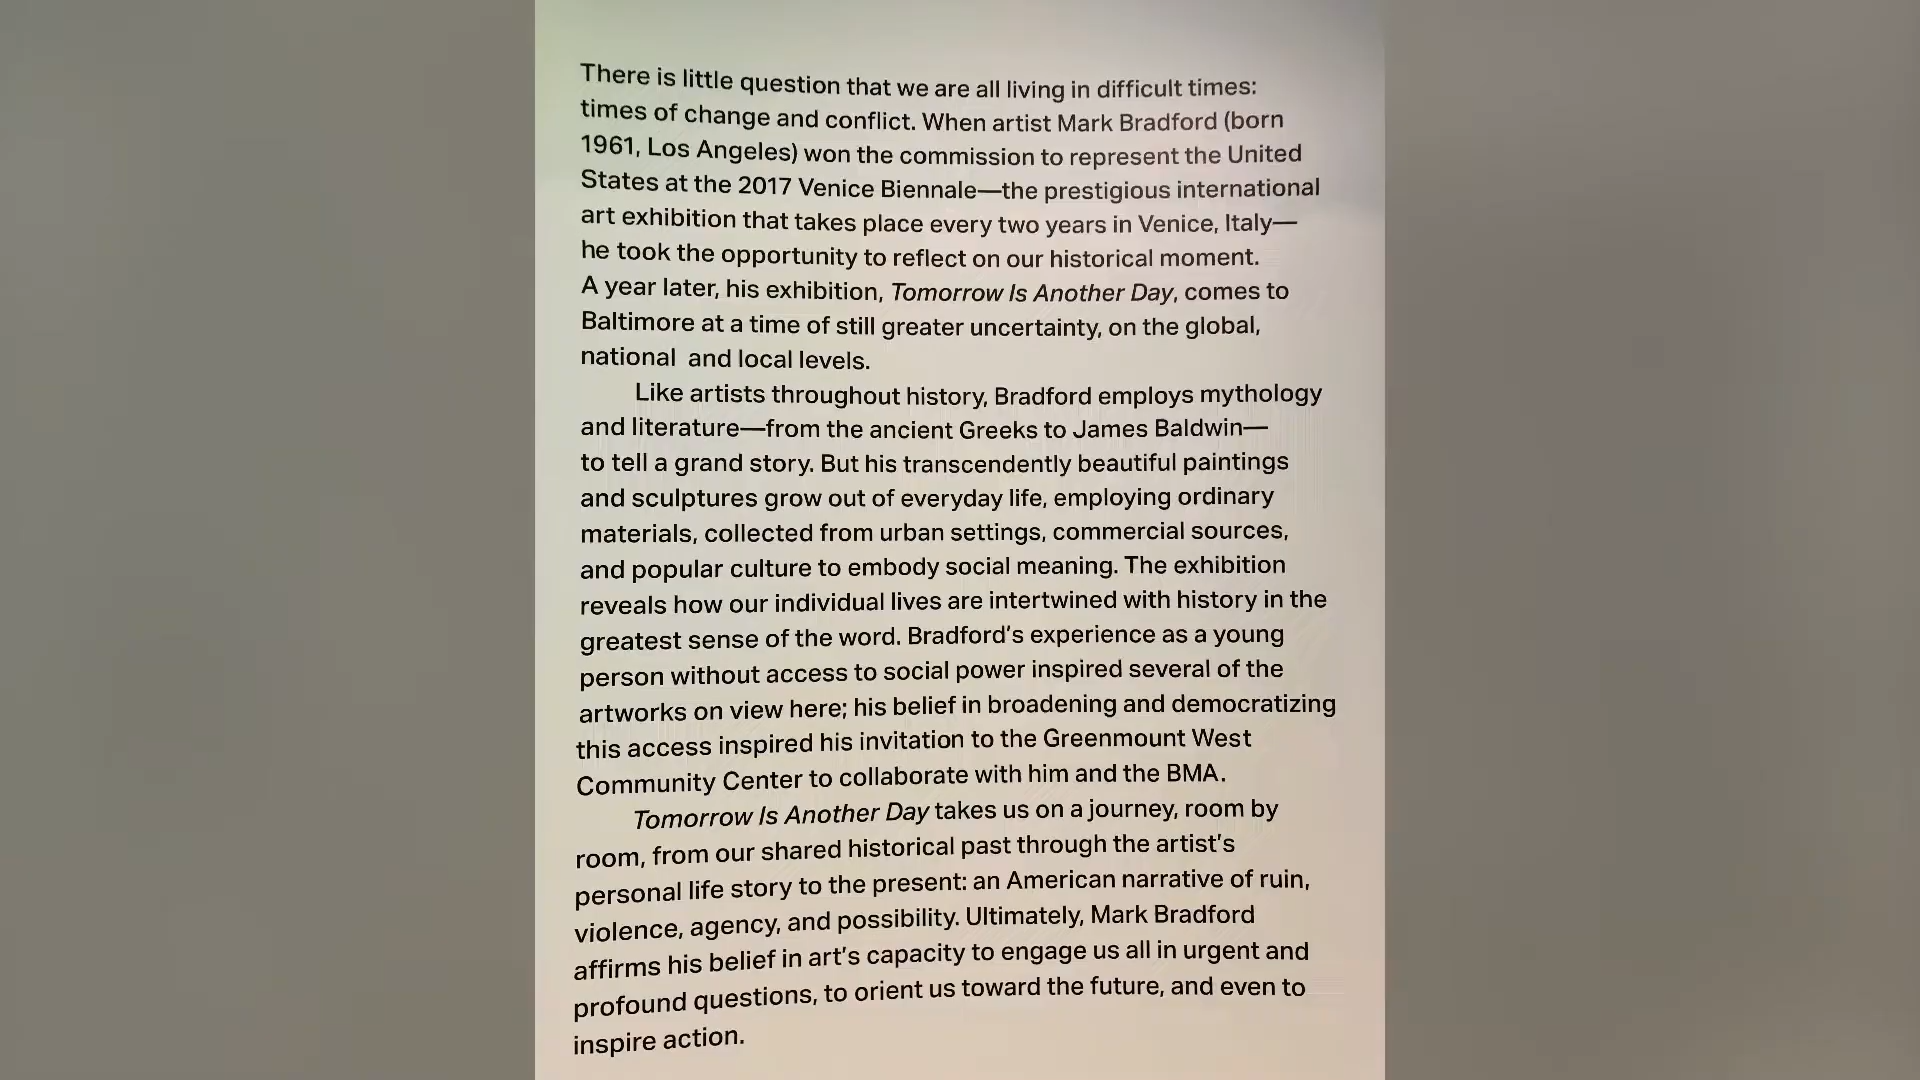 There is little question that we are all living in difficult times:
times of change and conflict. When artist Mark Bradford (born
1961, Los Angeles) won the commission to represent the United
States at the 2017 Venice Biennale—the prestigious international
art exhibition that takes place every two years in Venice, Italy—
he took the opportunity to reflect on our historical moment.
A year later, his exhibition, Tomorrow Is Another Day, comes to
Baltimore at a time of still greater uncertainty, on the global,
national and local levels.
Like artists throughout history, Bradford employs mythology
and literature—from the ancient Greeks to James Baldwin—
to tell a grand story. But his transcendently beautiful paintings
and sculptures grow out of everyday life, employing ordinary
materials, collected from urban settings, commercial sources,
and popular culture to embody social meaning. The exhibition
reveals how our individual lives are intertwined with history in the
greatest sense of the word. Bradford's experience as a young
person without access to social power inspired several of the
artworks on view here; his belief in broadening and democratizing
this access inspired his invitation to the Greenmount West
Community Center to collaborate with him and the BMA.
Tomorrow Is Another Day takes us on a journey, room by
room, from our shared historical past through the artist's
personal life story to the present: an American narrative of ruin,
violence, agency, and possibility. Ultimately, Mark Bradford
affirms his belief in art's capacity to engage us all in urgent and
profound questions, to orient us toward the future, and even to
inspire action.